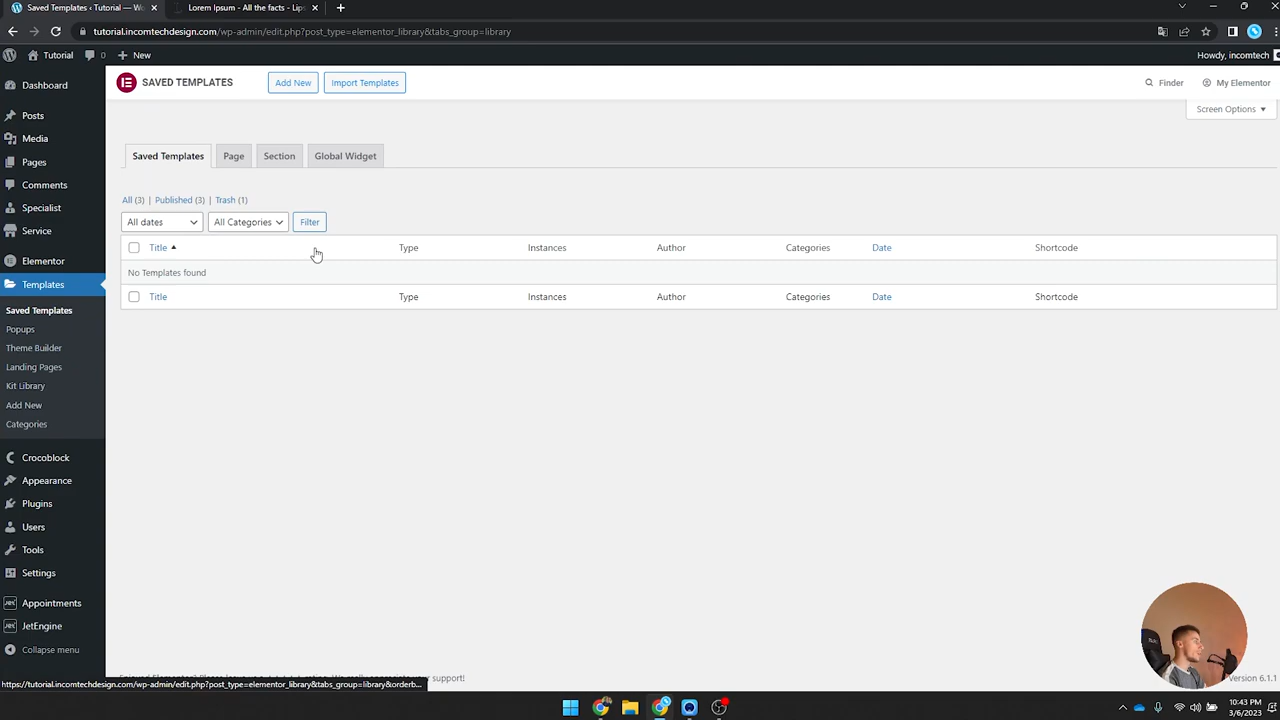 Saved Templates ‹ Tutorial — Wo
Lorem Ipsum - All the facts - Lips
tutorial.incomtechdesign.com/wp-admin/edit.php?post_type=elementor_library&tabs_group=library
Tutorial
0
New
Howdy, incomtech
SAVED TEMPLATES
Add New
Import Templates
Finder
My Elementor
Screen Options
Dashboard
Posts
Media
Pages
Comments
Specialist
Service
Elementor
Templates
Saved Templates
Popups
Theme Builder
Landing Pages
Kit Library
Add New
Categories
Crocoblock
Appearance
Plugins
Users
Tools
Settings
Appointments
JetEngine
Collapse menu
Saved Templates
Page
Section
Global Widget
All (3) | Published (3) | Trash (1)
All dates
All Categories
Filter
Title Type Instances Author Categories Date Shortcode
No Templates found
Title Type Instances Author Categories Date Shortcode
Version 6.1.1
https://tutorial.incomtechdesign.com/wp-admin/edit.php?post_type=elementor_library&tabs_group=library&orderb...
10:43 PM
3/6/2023